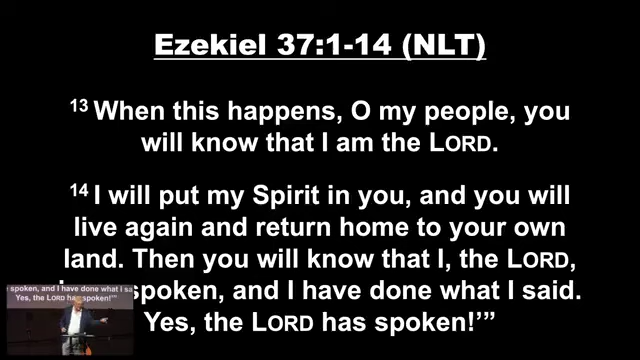 Ezekiel 37:1-14 (NLT)
13 When this happens, O my people, you
will know that I am the LORD.
14 I will put my Spirit in you, and you will
live again and return home to your own
land. Then you will know that I, the LORD,
spoken, and I have done what I said.
Yes, the LORD has spoken!’”
spoken, and I have done what I sa
Yes, the LORD has spoken!’”